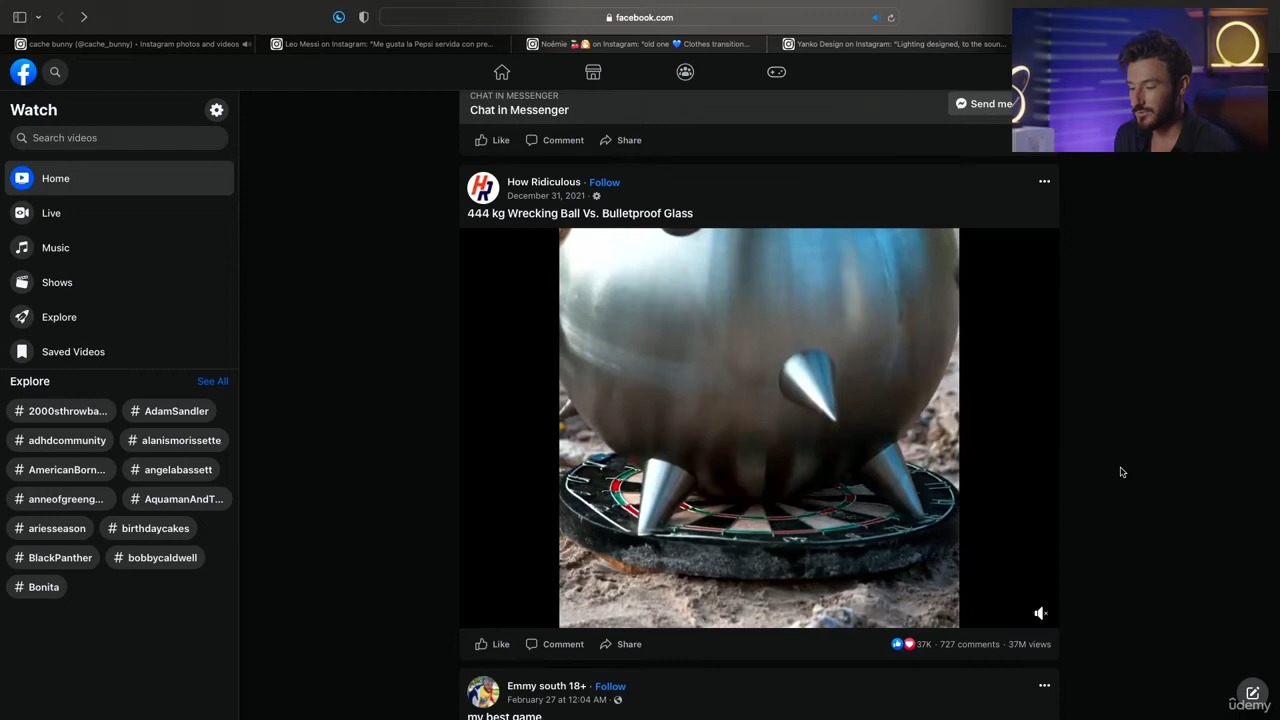 facebook.com
cache bunny (@cache_bunny) • Instagram photos and videos
Leo Messi on Instagram: "Me gusta la Pepsi servida con pre...
Noémie 🍒👩🏻 on Instagram: "old one 💙 Clothes transition...
Yanko Design on Instagram: "Lighting designed, to the soun...
Watch
Search videos
Home
Live
Music
Shows
Explore
Saved Videos
Explore
See All
# 2000sthrowba...
# AdamSandler
# adhdcommunity
# alanismorissette
# AmericanBorn...
# angelabassett
# anneofgreeng...
# AquamanAndT...
# ariesseason
# birthdaycakes
# BlackPanther
# bobbycaldwell
# Bonita
CHAT IN MESSENGER
Chat in Messenger
Send me
Like
Comment
Share
How Ridiculous · Follow
December 31, 2021 ·
444 kg Wrecking Ball Vs. Bulletproof Glass
Like
Comment
Share
37K · 727 comments · 37M views
Emmy south 18+ · Follow
February 27 at 12:04 AM ·
my best game
ûdemy